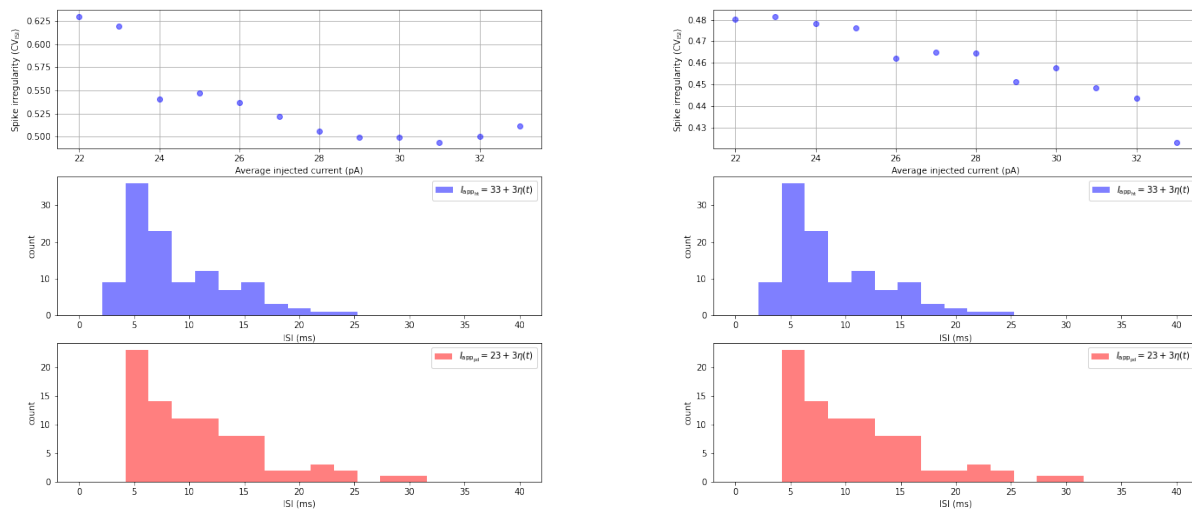 Spike irregularity (CV_ISI)
0.625
0.600
0.575
0.550
0.525
0.500
22 24 26 28 30 32
Average injected current (pA)
count
30
20
10
0
I_app = 33 + 3η(t)
0 5 10 15 20 25 30 35 40
ISI (ms)
count
20
15
10
5
0
I_app = 23 + 3η(t)
0 5 10 15 20 25 30 35 40
ISI (ms)
Spike irregularity (CV_ISI)
0.48
0.47
0.46
0.45
0.44
0.43
22 24 26 28 30 32
Average injected current (pA)
count
30
20
10
0
I_app = 33 + 3η(t)
0 5 10 15 20 25 30 35 40
ISI (ms)
count
20
15
10
5
0
I_app = 23 + 3η(t)
0 5 10 15 20 25 30 35 40
ISI (ms)